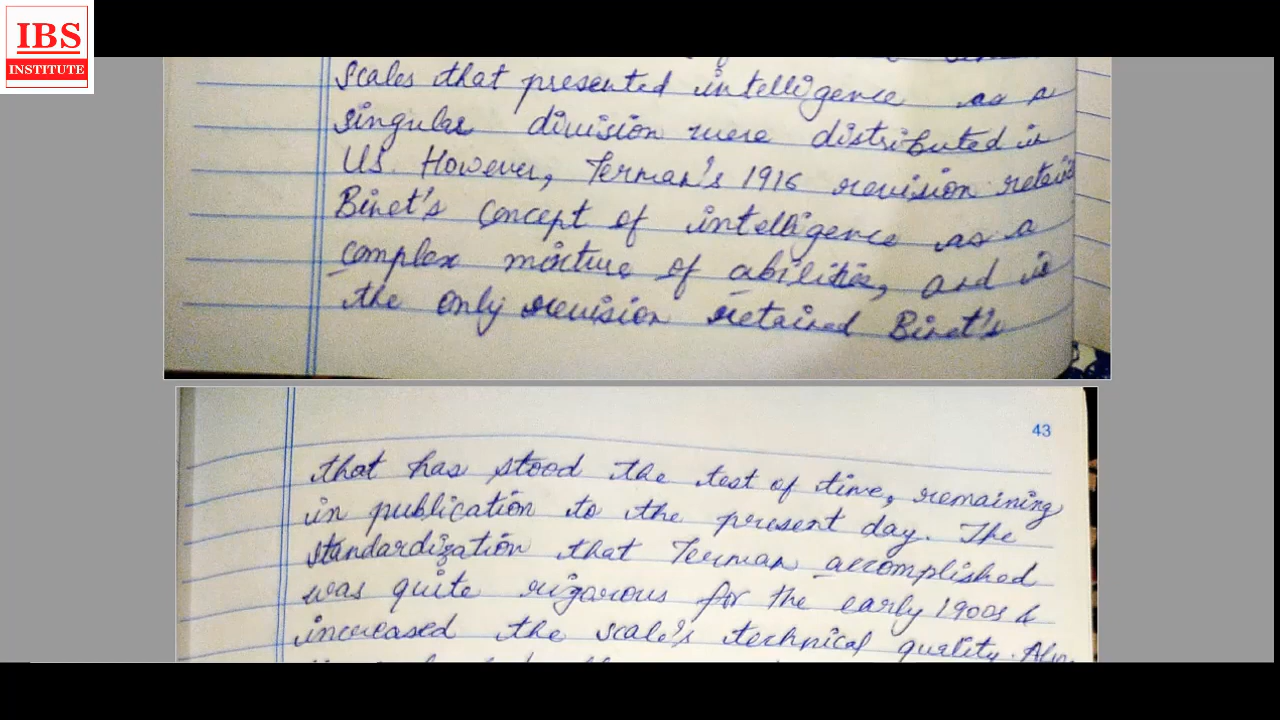 IBS
INSTITUTE
scales that presented intelligence as a
singular division were distributed in
US. However, Terman's 1916 revision
Binet's concept of intelligence as a
complex mixture of abilities, and is
the only revision retained Binet's
43
that has stood the test of time, remaining
in publication to the present day. The
standardization that Terman accomplished
was quite rigorous for the early 1900s &
increased the scale's technical quality.